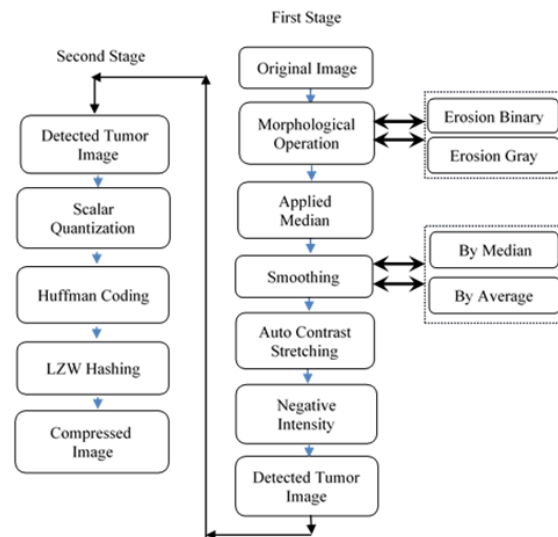 First Stage
Original Image
Morphological
Operation
Erosion Binary
Erosion Gray
Applied
Median
Smoothing
By Median
By Average
Auto Contrast
Stretching
Negative
Intensity
Detected Tumor
Image
Second Stage
Detected Tumor
Image
Scalar
Quantization
Huffman Coding
LZW Hashing
Compressed
Image